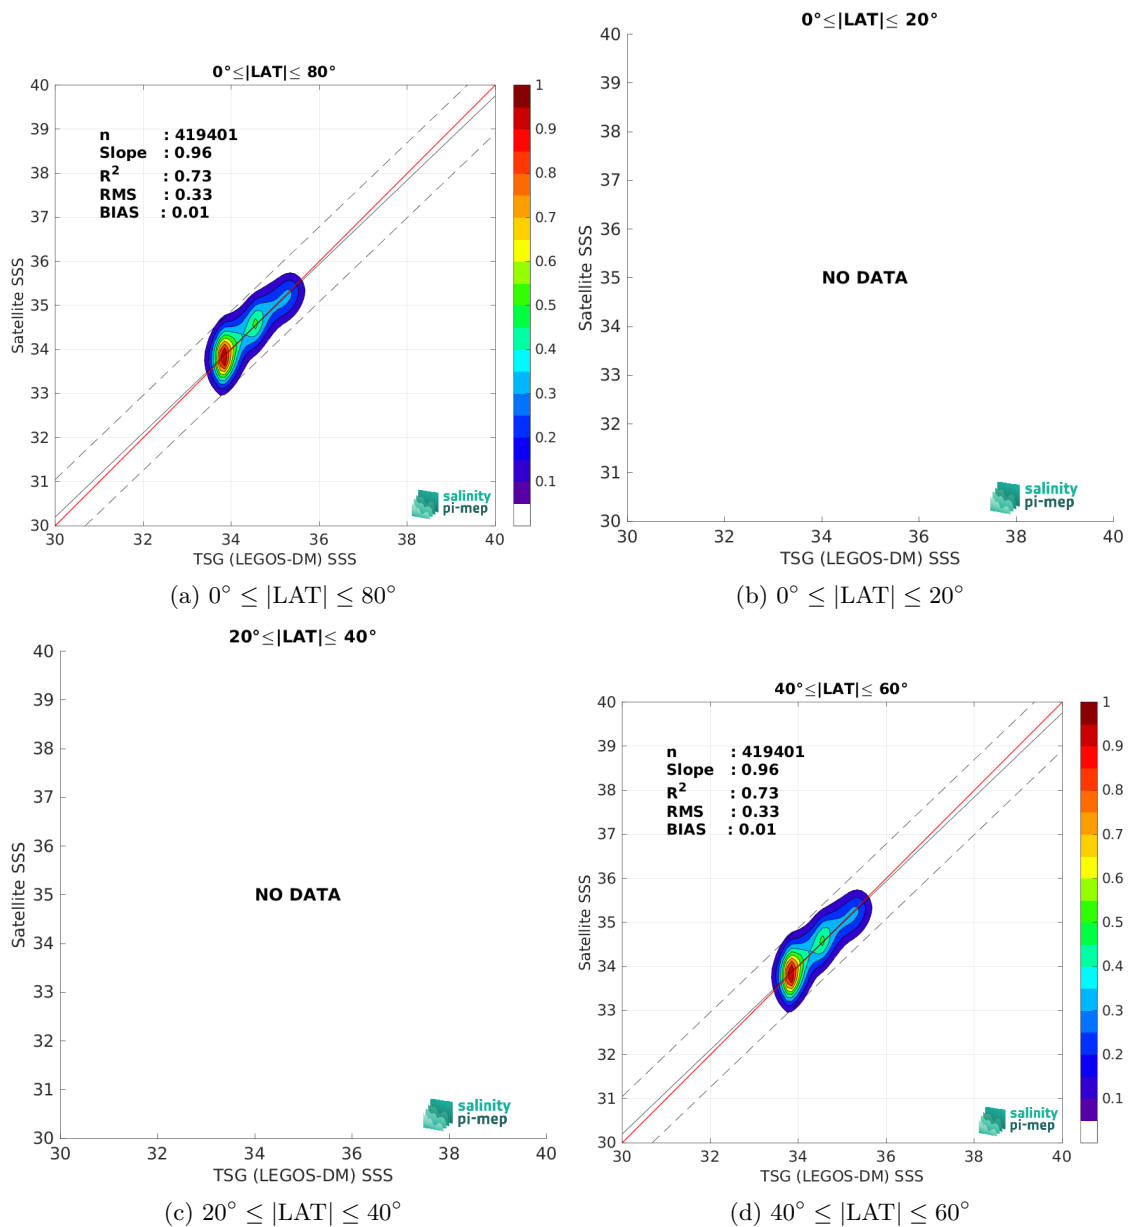 0°≤|LAT|≤ 80°
40
39
38
37
36
35
34
33
32
31
30
n : 419401
Slope : 0.96
R² : 0.73
RMS : 0.33
BIAS : 0.01
Satellite SSS
30 32 34 36 38 40
TSG (LEGOS-DM) SSS
salinity
pi-mep
1
0.9
0.8
0.7
0.6
0.5
0.4
0.3
0.2
0.1
(a) 0° ≤ |LAT| ≤ 80°
0°≤|LAT|≤ 20°
40
39
38
37
36
35
34
33
32
31
30
Satellite SSS
NO DATA
salinity
pi-mep
30 32 34 36 38 40
TSG (LEGOS-DM) SSS
(b) 0° ≤ |LAT| ≤ 20°
20°≤|LAT|≤ 40°
40
39
38
37
36
35
34
33
32
31
30
Satellite SSS
NO DATA
salinity
pi-mep
30 32 34 36 38 40
TSG (LEGOS-DM) SSS
(c) 20° ≤ |LAT| ≤ 40°
40°≤|LAT|≤ 60°
40
39
38
37
36
35
34
33
32
31
30
n : 419401
Slope : 0.96
R² : 0.73
RMS : 0.33
BIAS : 0.01
Satellite SSS
30 32 34 36 38 40
TSG (LEGOS-DM) SSS
salinity
pi-mep
1
0.9
0.8
0.7
0.6
0.5
0.4
0.3
0.2
0.1
(d) 40° ≤ |LAT| ≤ 60°